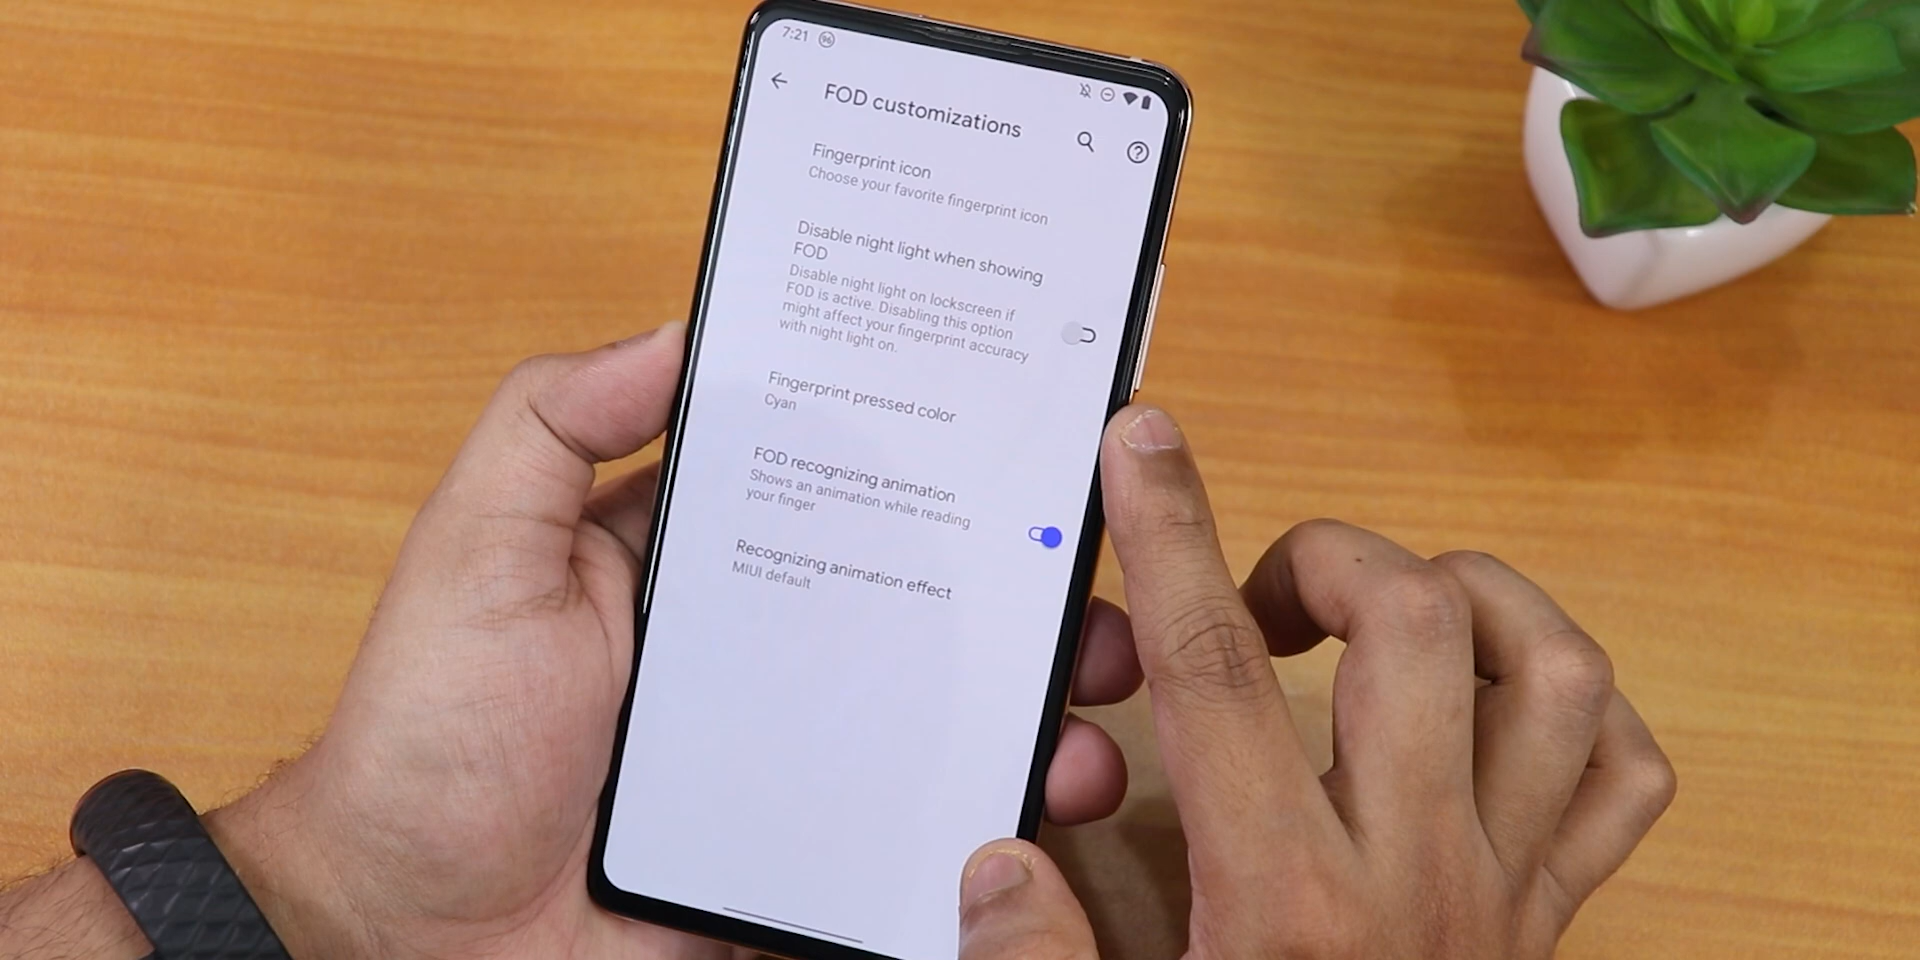 7:21 96
FOD customizations
Fingerprint icon
Choose your favorite fingerprint icon
Disable night light when showing
FOD
Disable night light on lockscreen if
FOD is active. Disabling this option
might affect your fingerprint accuracy
with night light on.
Fingerprint pressed color
Cyan
FOD recognizing animation
Shows an animation while reading
your finger
Recognizing animation effect
MIUI default